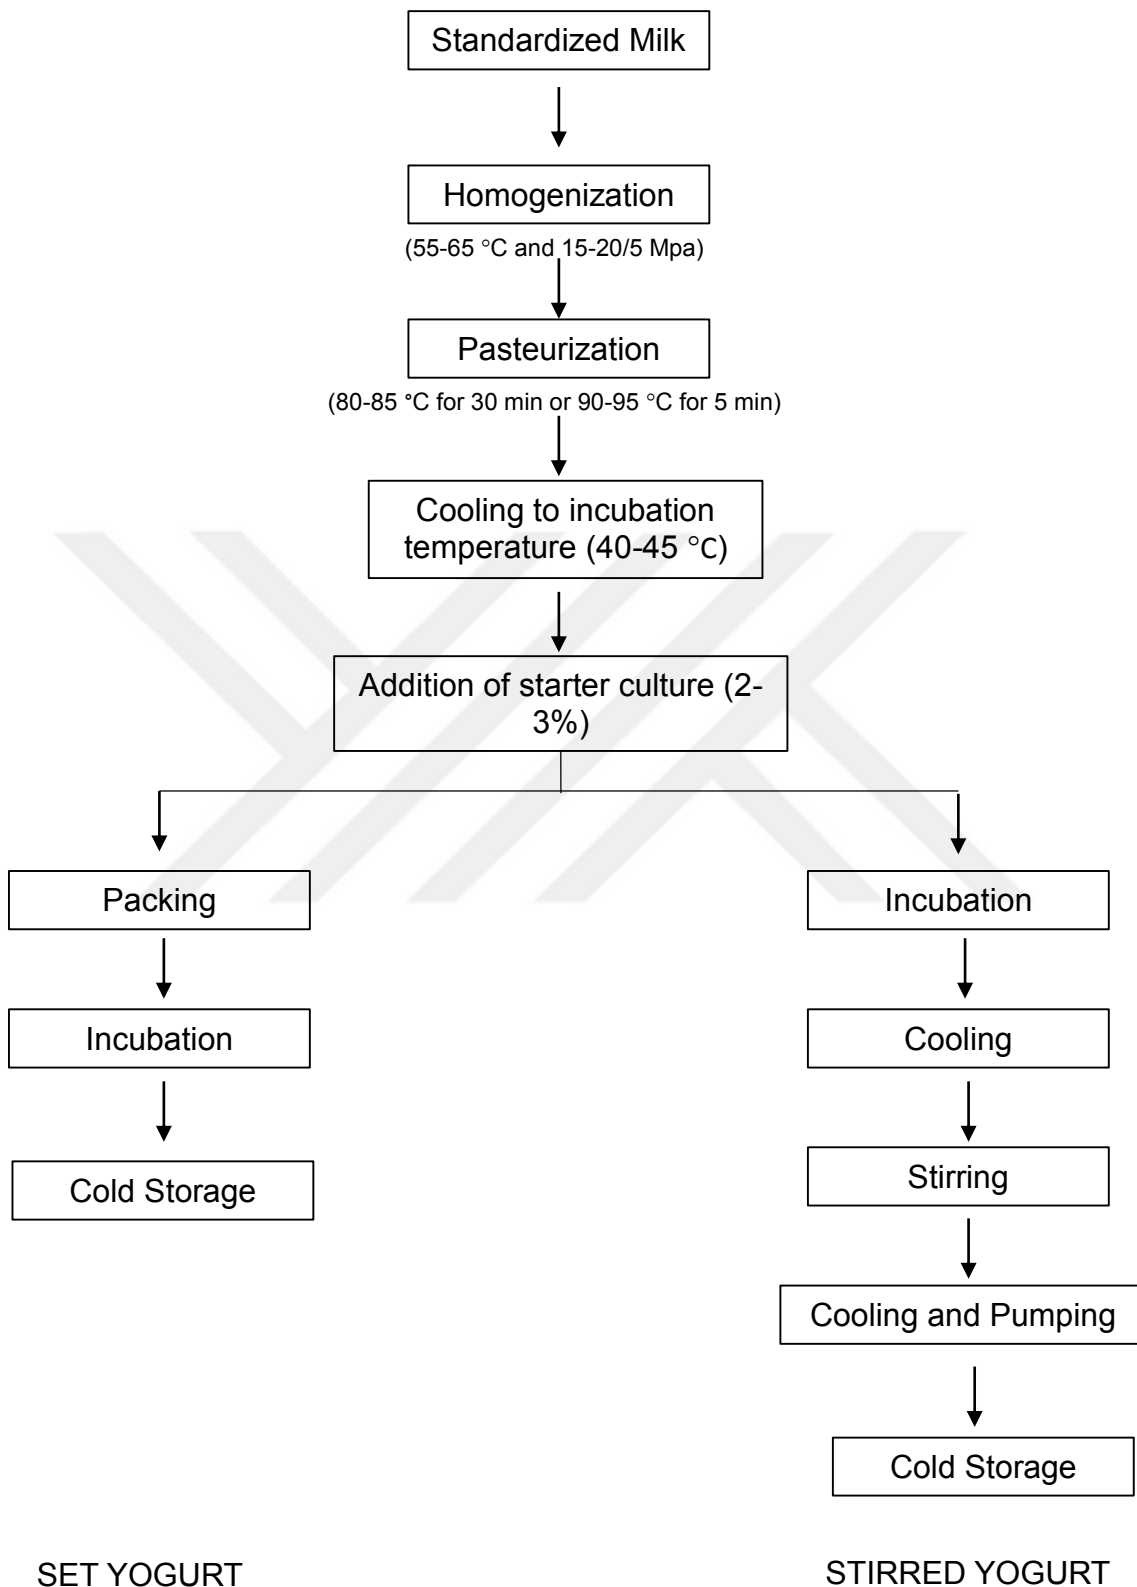 Standardized Milk
Homogenization
(55-65 °C and 15-20/5 Mpa)
Pasteurization
(80-85 °C for 30 min or 90-95 °C for 5 min)
Cooling to incubation
temperature (40-45 °C)
Addition of starter culture (2-
3%)
Packing
Incubation
Cold Storage
SET YOGURT
Incubation
Cooling
Stirring
Cooling and Pumping
Cold Storage
STIRRED YOGURT